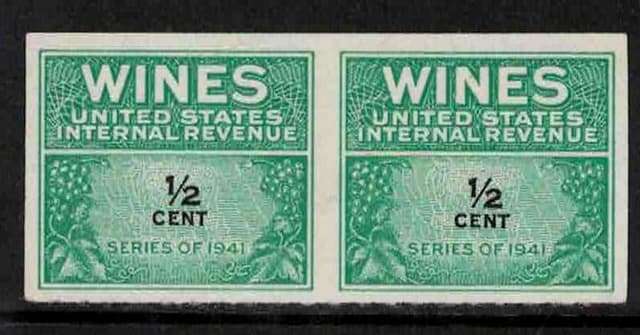 WINES
UNITED STATES
INTERNAL REVENUE
½
CENT
SERIES OF 1941
WINES
UNITED STATES
INTERNAL REVENUE
½
CENT
SERIES OF 1941